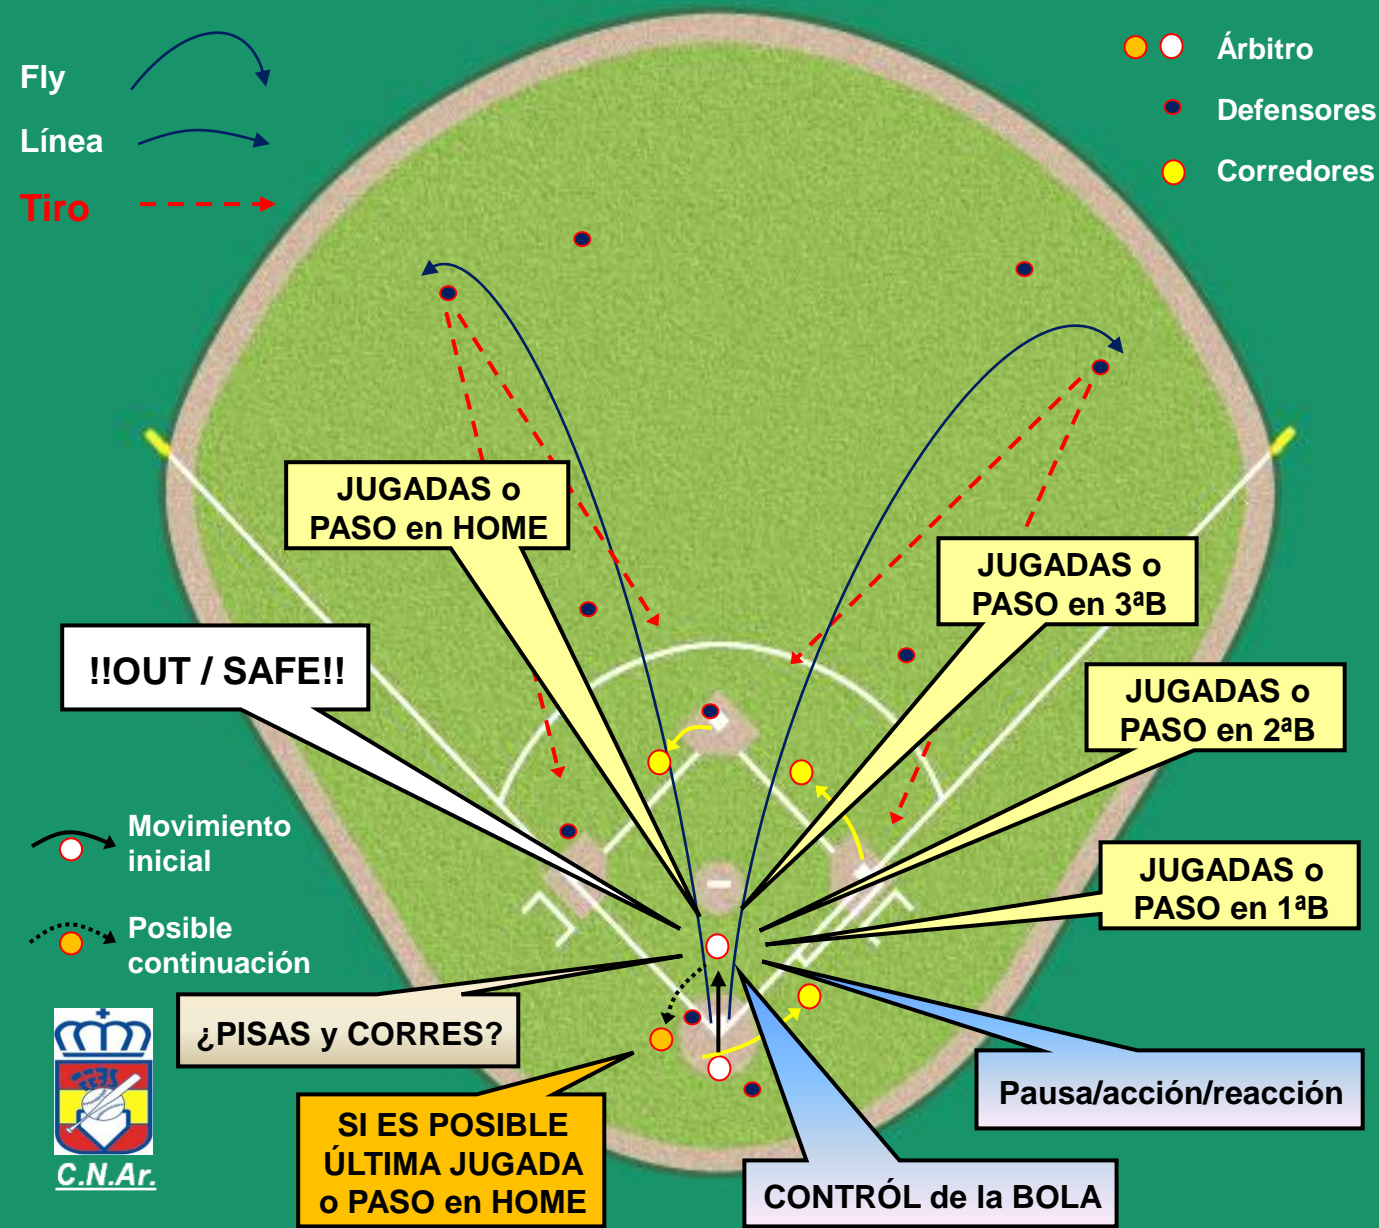 Fly
Línea
Tiro
Árbitro
Defensores
Corredores
JUGADAS o
PASO en HOME
JUGADAS o
PASO en 3ªB
!!OUT / SAFE!!
JUGADAS o
PASO en 2ªB
Movimiento
inicial
JUGADAS o
PASO en 1ªB
Posible
continuación
¿PISAS y CORRES?
Pausa/acción/reacción
SI ES POSIBLE
ÚLTIMA JUGADA
o PASO en HOME
CONTRÓL de la BOLA
C.N.Ar.